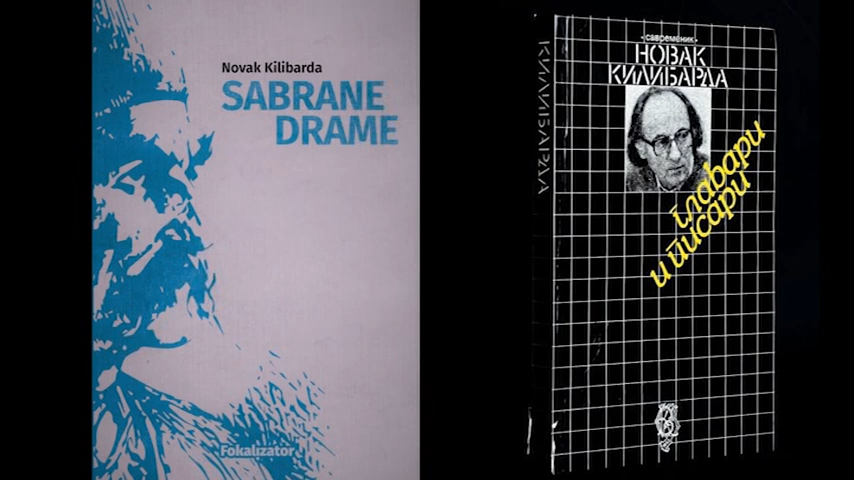 Novak Kilibarda
SABRANE
DRAME
Fokalizator
КИЛИБАРДА
•савременик•
НОВАК
КИЛИБАРДА
главари
и писари